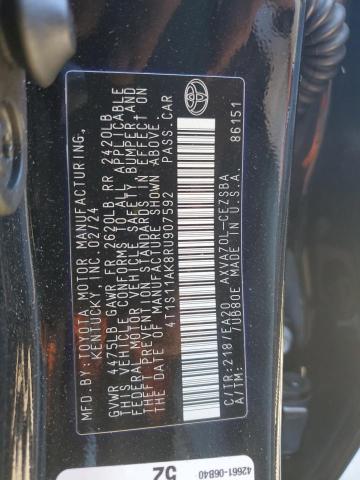 MFD.BY: TOYOTA MOTOR MANUFACTURING,
KENTUCKY, INC. 02/24
GVWR 4475LB GAWR FR 2620LB RR 2420LB
THIS VEHICLE CONFORMS TO ALL APPLICABLE
FEDERAL MOTOR VEHICLE SAFETY, BUMPER, AND
THEFT PREVENTION STANDARDS IN EFFECT ON
THE DATE OF MANUFACTURE SHOWN ABOVE.
4T1S11AK8RU907592 PASS.CAR
C/TR:218/EA20 AXVA70L-CEZSBA
A/TM: -/UB80E MADE IN U.S.A. 86151
TOYOTA
42661-06B40
52